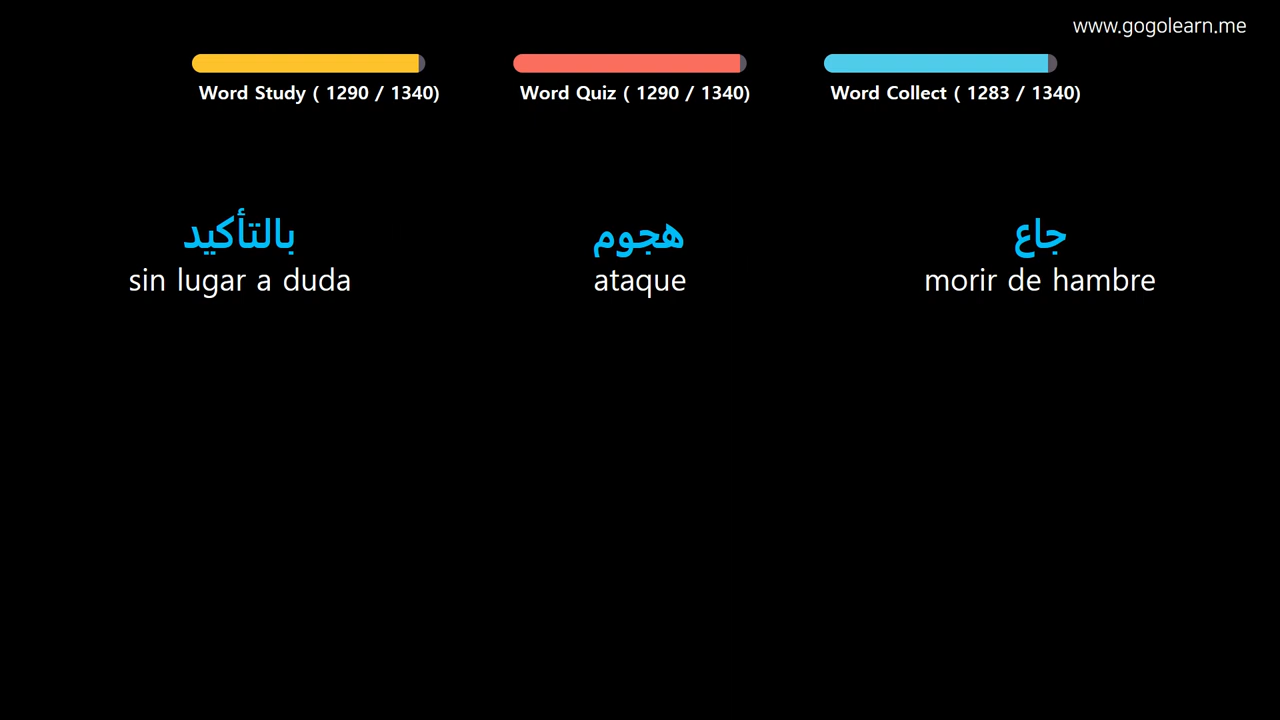 www.gogolearn.me
Word Study ( 1290 / 1340)
Word Quiz ( 1290 / 1340)
Word Collect ( 1283 / 1340)
بالتأكيد
sin lugar a duda
هجوم
ataque
جاع
morir de hambre